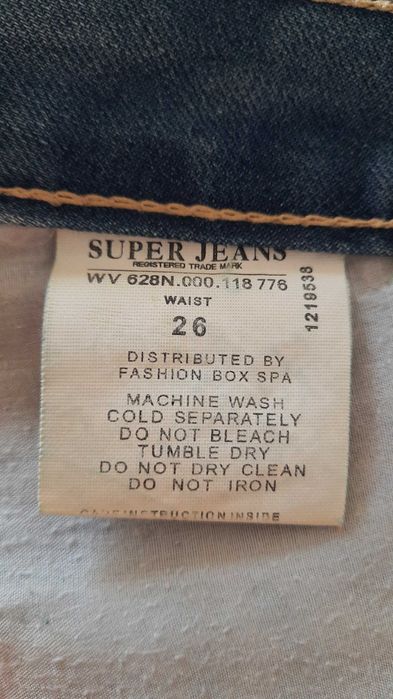 SUPER JEANS
REGISTERED TRADE MARK
WV 628N.000.118 776
WAIST
26
1219538
DISTRIBUTED BY
FASHION BOX SPA
MACHINE WASH
COLD SEPARATELY
DO NOT BLEACH
TUMBLE DRY
DO NOT DRY CLEAN
DO NOT IRON
CARE INSTRUCTION INSIDE